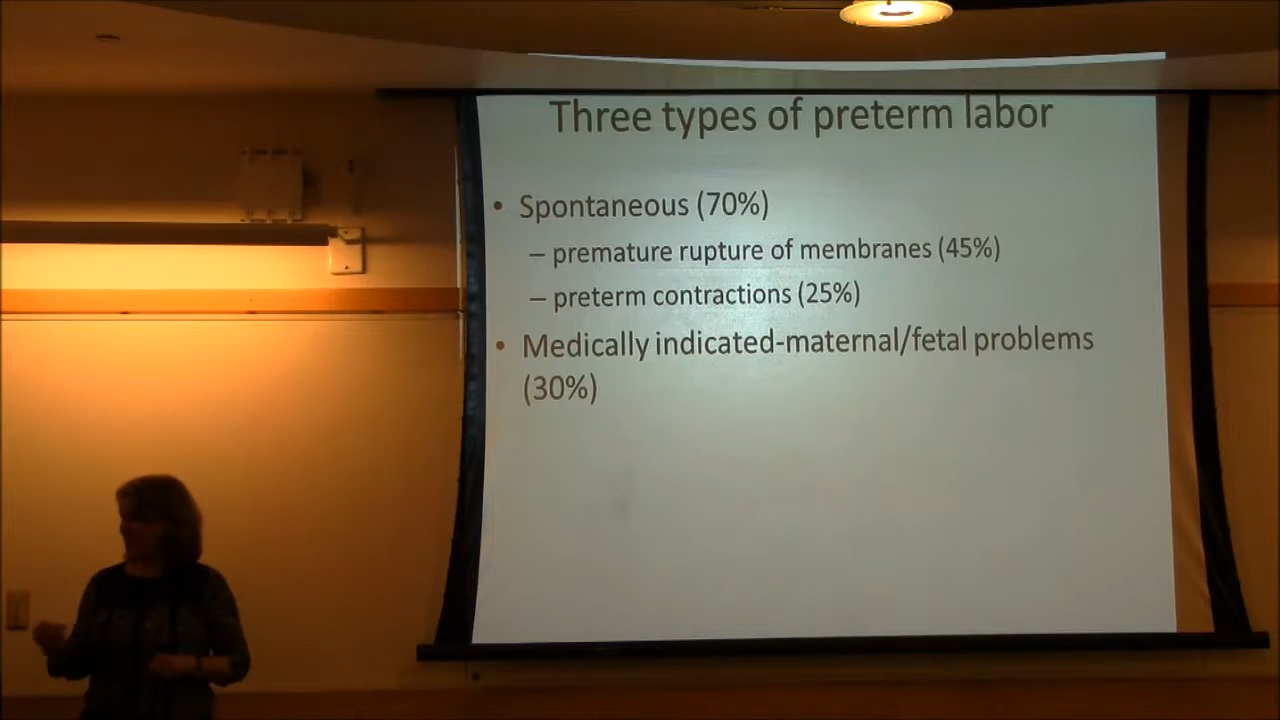 Three types of preterm labor
• Spontaneous (70%)
– premature rupture of membranes (45%)
– preterm contractions (25%)
• Medically indicated-maternal/fetal problems
(30%)